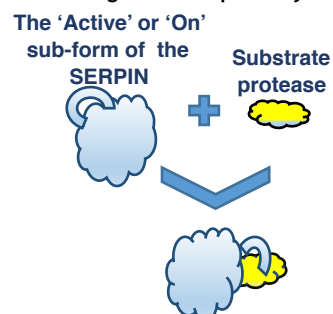 The 'Active' or 'On'
sub-form of the
SERPIN
Substrate
protease